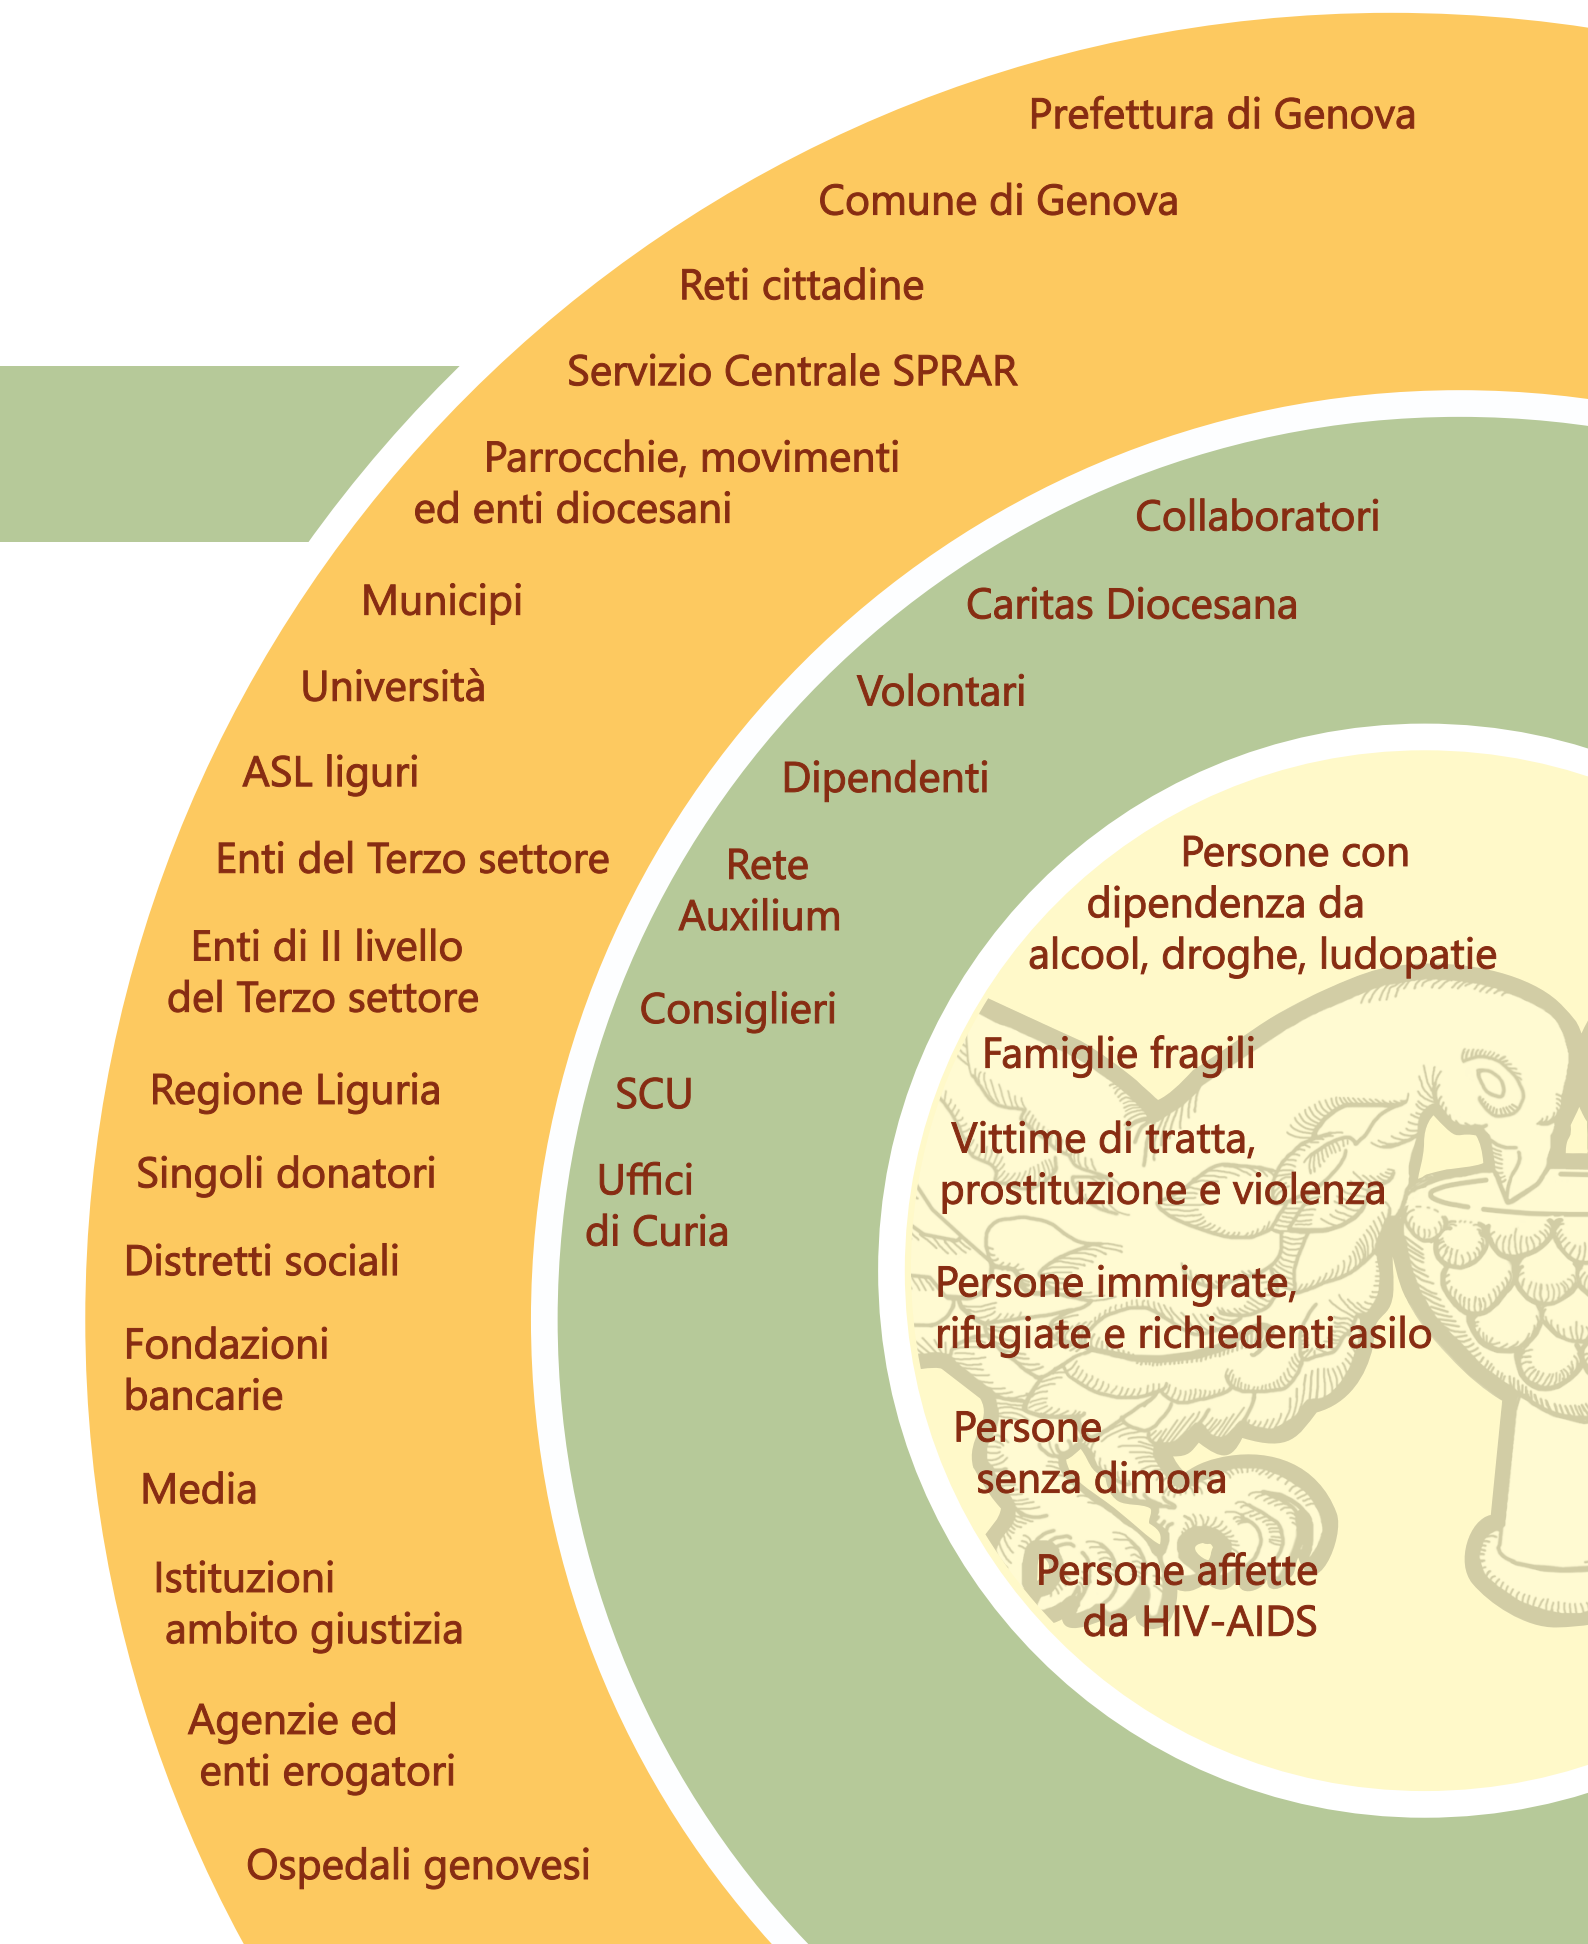 Prefettura di Genova
Comune di Genova
Reti cittadine
Servizio Centrale SPRAR
Parrocchie, movimenti
ed enti diocesani
Municipi
Università
ASL liguri
Enti del Terzo settore
Enti di II livello
del Terzo settore
Regione Liguria
Singoli donatori
Distretti sociali
Fondazioni
bancarie
Media
Istituzioni
ambito giustizia
Agenzie ed
enti erogatori
Ospedali genovesi
Collaboratori
Caritas Diocesana
Volontari
Dipendenti
Rete
Auxilium
Consiglieri
SCU
Uffici
di Curia
Persone con
dipendenza da
alcool, droghe, ludopatie
Famiglie fragili
Vittime di tratta,
prostituzione e violenza
Persone immigrate,
rifugiate e richiedenti asilo
Persone
senza dimora
Persone affette
da HIV-AIDS